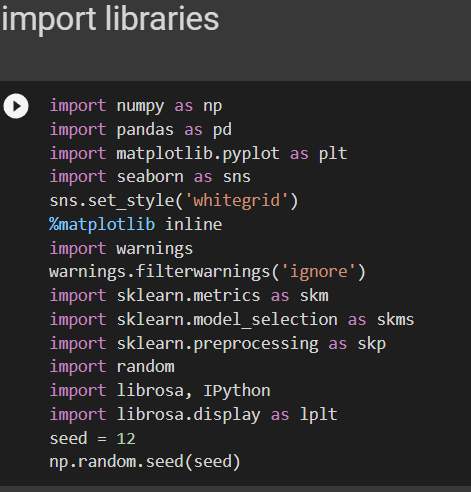 import libraries
import numpy as np
import pandas as pd
import matplotlib.pyplot as plt
import seaborn as sns
sns.set_style('whitegrid')
%matplotlib inline
import warnings
warnings.filterwarnings('ignore')
import sklearn.metrics as skm
import sklearn.model_selection as skms
import sklearn.preprocessing as skp
import random
import librosa, IPython
import librosa.display as lplt
seed = 12
np.random.seed(seed)